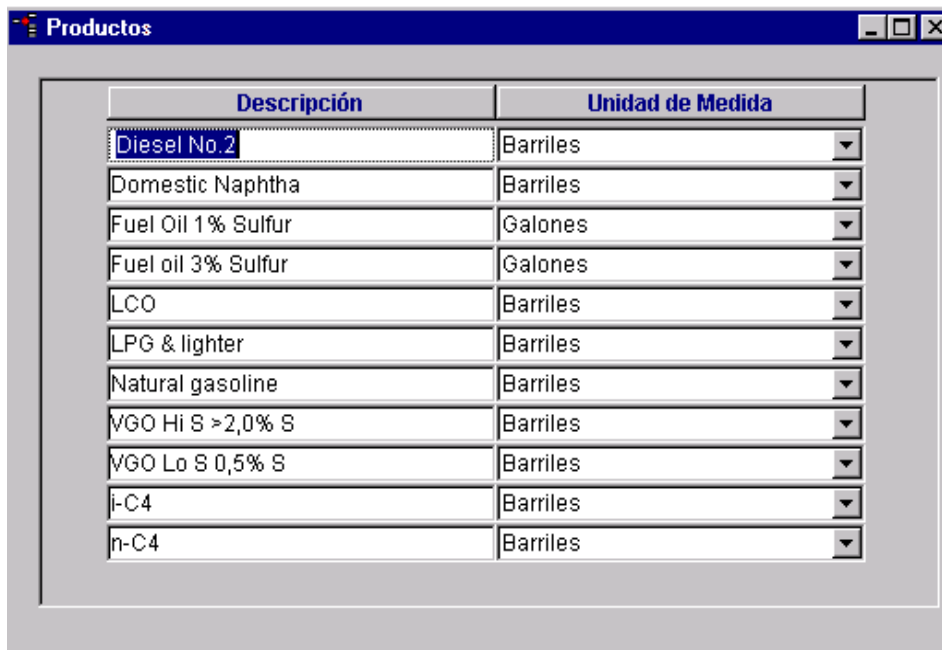 Productos
Descripción Unidad de Medida
Diesel No.2 Barriles
Domestic Naphtha Barriles
Fuel Oil 1% Sulfur Galones
Fuel oil 3% Sulfur Galones
LCO Barriles
LPG & lighter Barriles
Natural gasoline Barriles
VGO Hi S >2,0% S Barriles
VGO Lo S 0,5% S Barriles
i-C4 Barriles
n-C4 Barriles